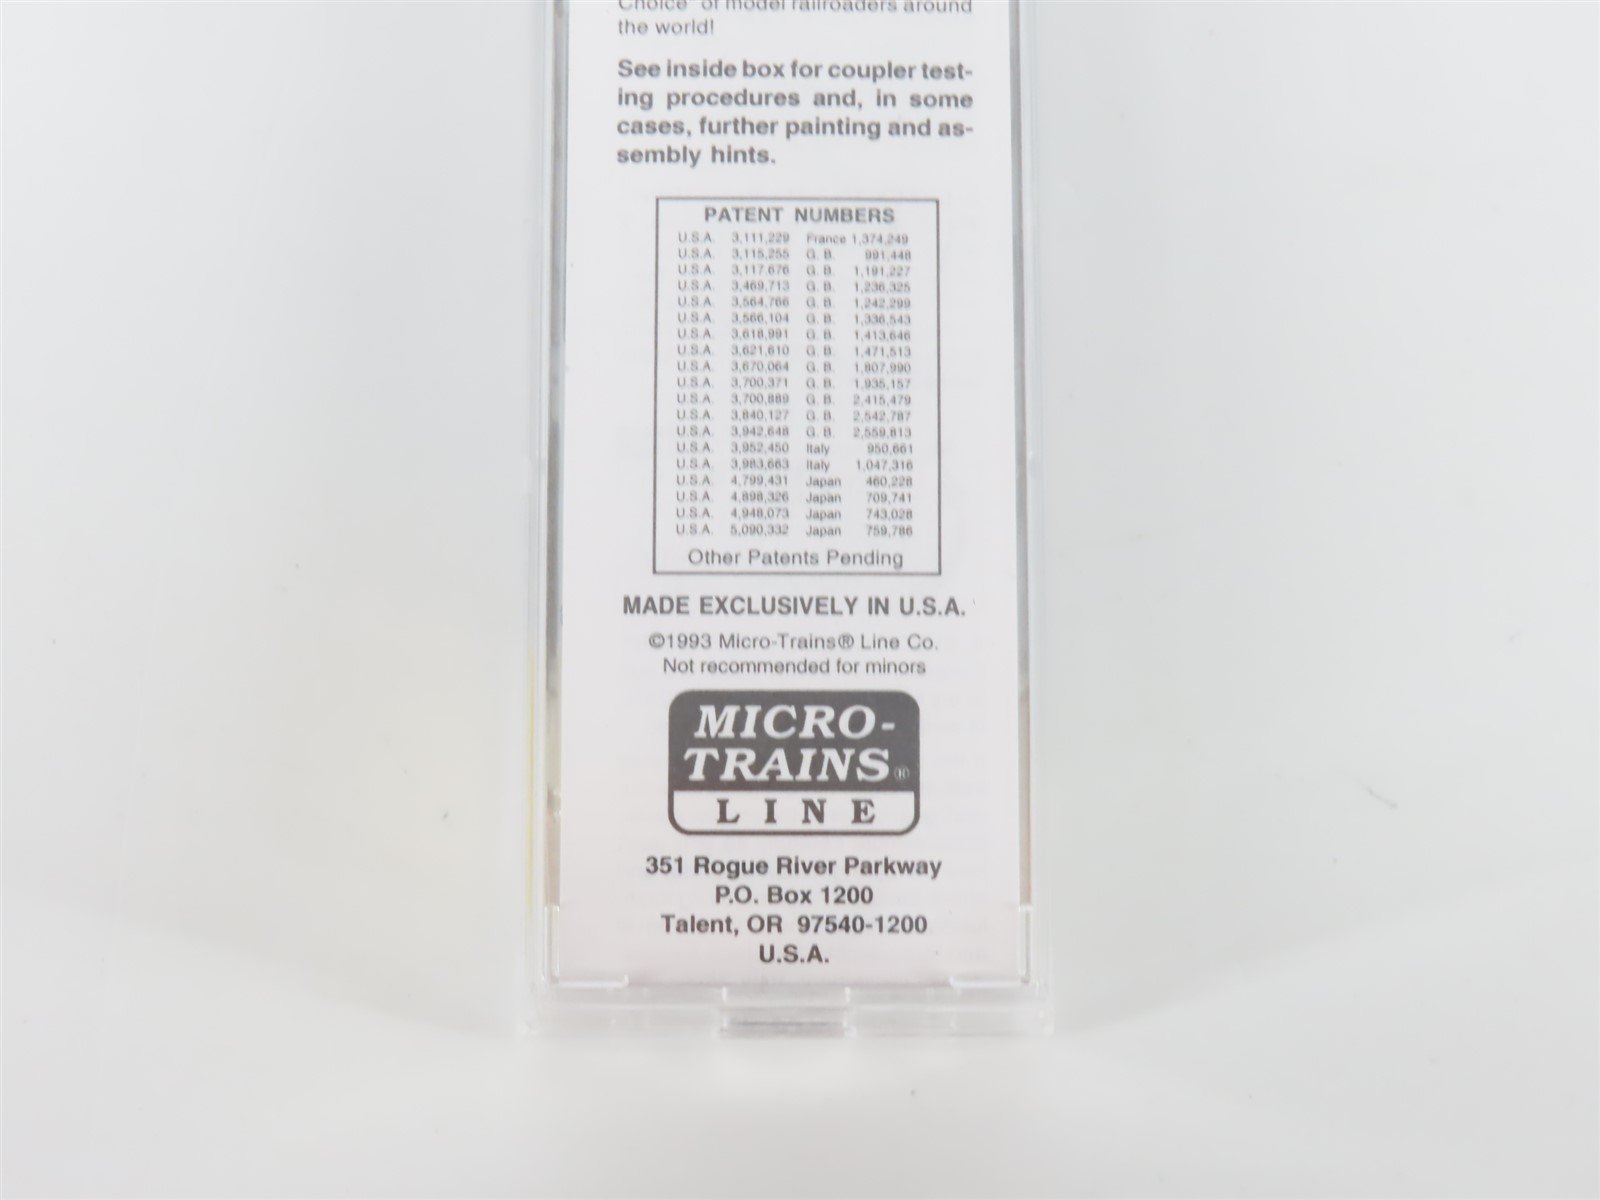 Choice" of model railroaders around
the world!
See inside box for coupler test-
ing procedures and, in some
cases, further painting and as-
sembly hints.
PATENT NUMBERS
U.S.A. 3,111,229 France 1,374,249
U.S.A. 3,115,255 G. B. 991,448
U.S.A. 3,117,676 G. B. 1,191,227
U.S.A. 3,469,713 G. B. 1,236,325
U.S.A. 3,564,766 G. B. 1,242,299
U.S.A. 3,566,104 G. B. 1,336,543
U.S.A. 3,618,991 G. B. 1,413,646
U.S.A. 3,621,610 G. B. 1,471,513
U.S.A. 3,670,064 G. B. 1,807,990
U.S.A. 3,700,371 G. B. 1,935,157
U.S.A. 3,700,889 G. B. 2,415,479
U.S.A. 3,840,127 G. B. 2,542,787
U.S.A. 3,942,648 G. B. 2,559,813
U.S.A. 3,952,450 Italy 950,661
U.S.A. 3,983,663 Italy 1,047,316
U.S.A. 4,799,431 Japan 460,228
U.S.A. 4,898,326 Japan 709,741
U.S.A. 4,948,073 Japan 743,028
U.S.A. 5,090,332 Japan 759,786
Other Patents Pending
MADE EXCLUSIVELY IN U.S.A.
©1993 Micro-Trains® Line Co.
Not recommended for minors
MICRO-
TRAINS®
LINE
351 Rogue River Parkway
P.O. Box 1200
Talent, OR 97540-1200
U.S.A.